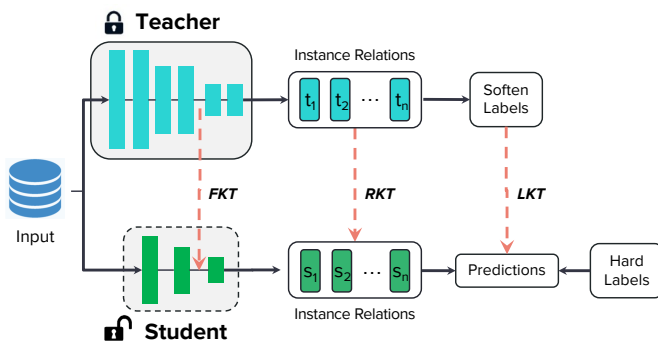 Teacher
Instance Relations
t1 t2 ... tn
Soften
Labels
Input
FKT
RKT
LKT
s1 s2 ... sn
Predictions
Hard
Labels
Instance Relations
Student